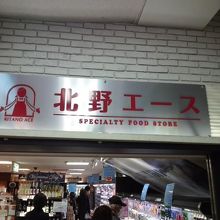 北野エース
KITANO ACE
SPECIALTY FOOD STORE